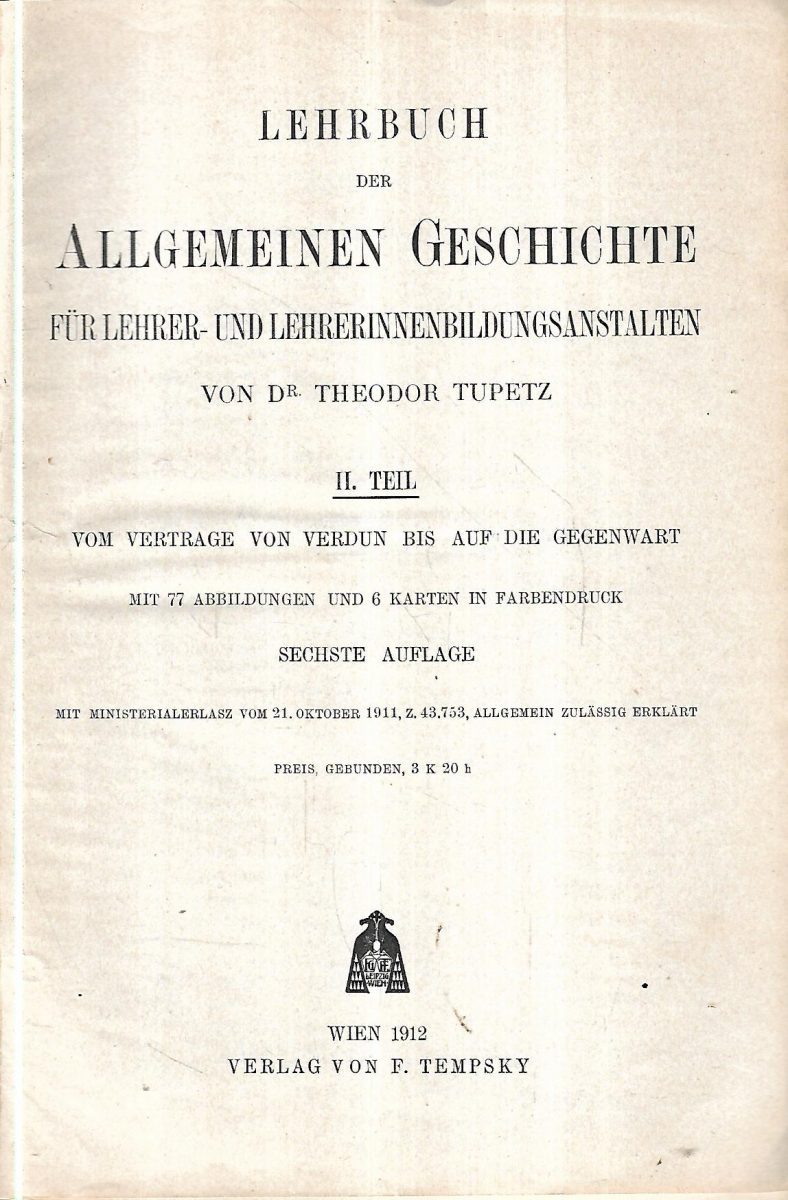 LEHRBUCH
DER
ALLGEMEINEN GESCHICHTE
FÜR LEHRER- UND LEHRERINNENBILDUNGSANSTALTEN
VON DR. THEODOR TUPETZ
II. TEIL
VOM VERTRAGE VON VERDUN BIS AUF DIE GEGENWART
MIT 77 ABBILDUNGEN UND 6 KARTEN IN FARBENDRUCK
SECHSTE AUFLAGE
MIT MINISTERIALERLASZ VOM 21. OKTOBER 1911, Z. 43.753, ALLGEMEIN ZULÄSSIG ERKLÄRT
PREIS, GEBUNDEN, 3 K 20 h
LEIPZIG
WIEN
WIEN 1912
VERLAG VON F. TEMPSKY